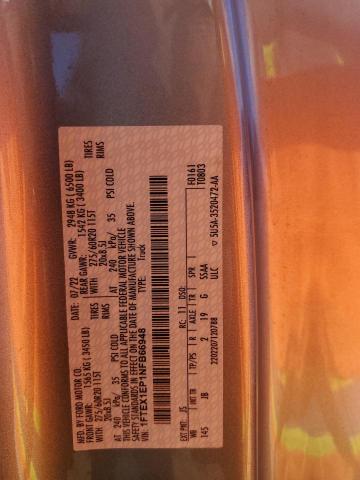 MFD. BY FORD MOTOR CO.
DATE: 07/22 GVWR: 2948 KG ( 6500 LB)
FRONT GAWR: 1565 KG ( 3450 LB) REAR GAWR: 1542 KG ( 3400 LB)
WITH 275/60R20 115T TIRES WITH 275/60R20 115T TIRES
20x8.5J RIMS 20x8.5J RIMS
AT 240 kPa/ 35 PSI COLD AT 240 kPa/ 35 PSI COLD
THIS VEHICLE CONFORMS TO ALL APPLICABLE FEDERAL MOTOR VEHICLE
SAFETY STANDARDS IN EFFECT ON THE DATE OF MANUFACTURE SHOWN ABOVE.
VIN: 1FTEX1EP1NFB66948
TYPE: Truck
F0161
T0803
EXT PNT: JS RC: 11 DSO:
WB TP/PS R AXLE TR SPR
145 JB 2 19 G SSAA
2202207120788 ULC
▽ 5U5A-3520472-AA